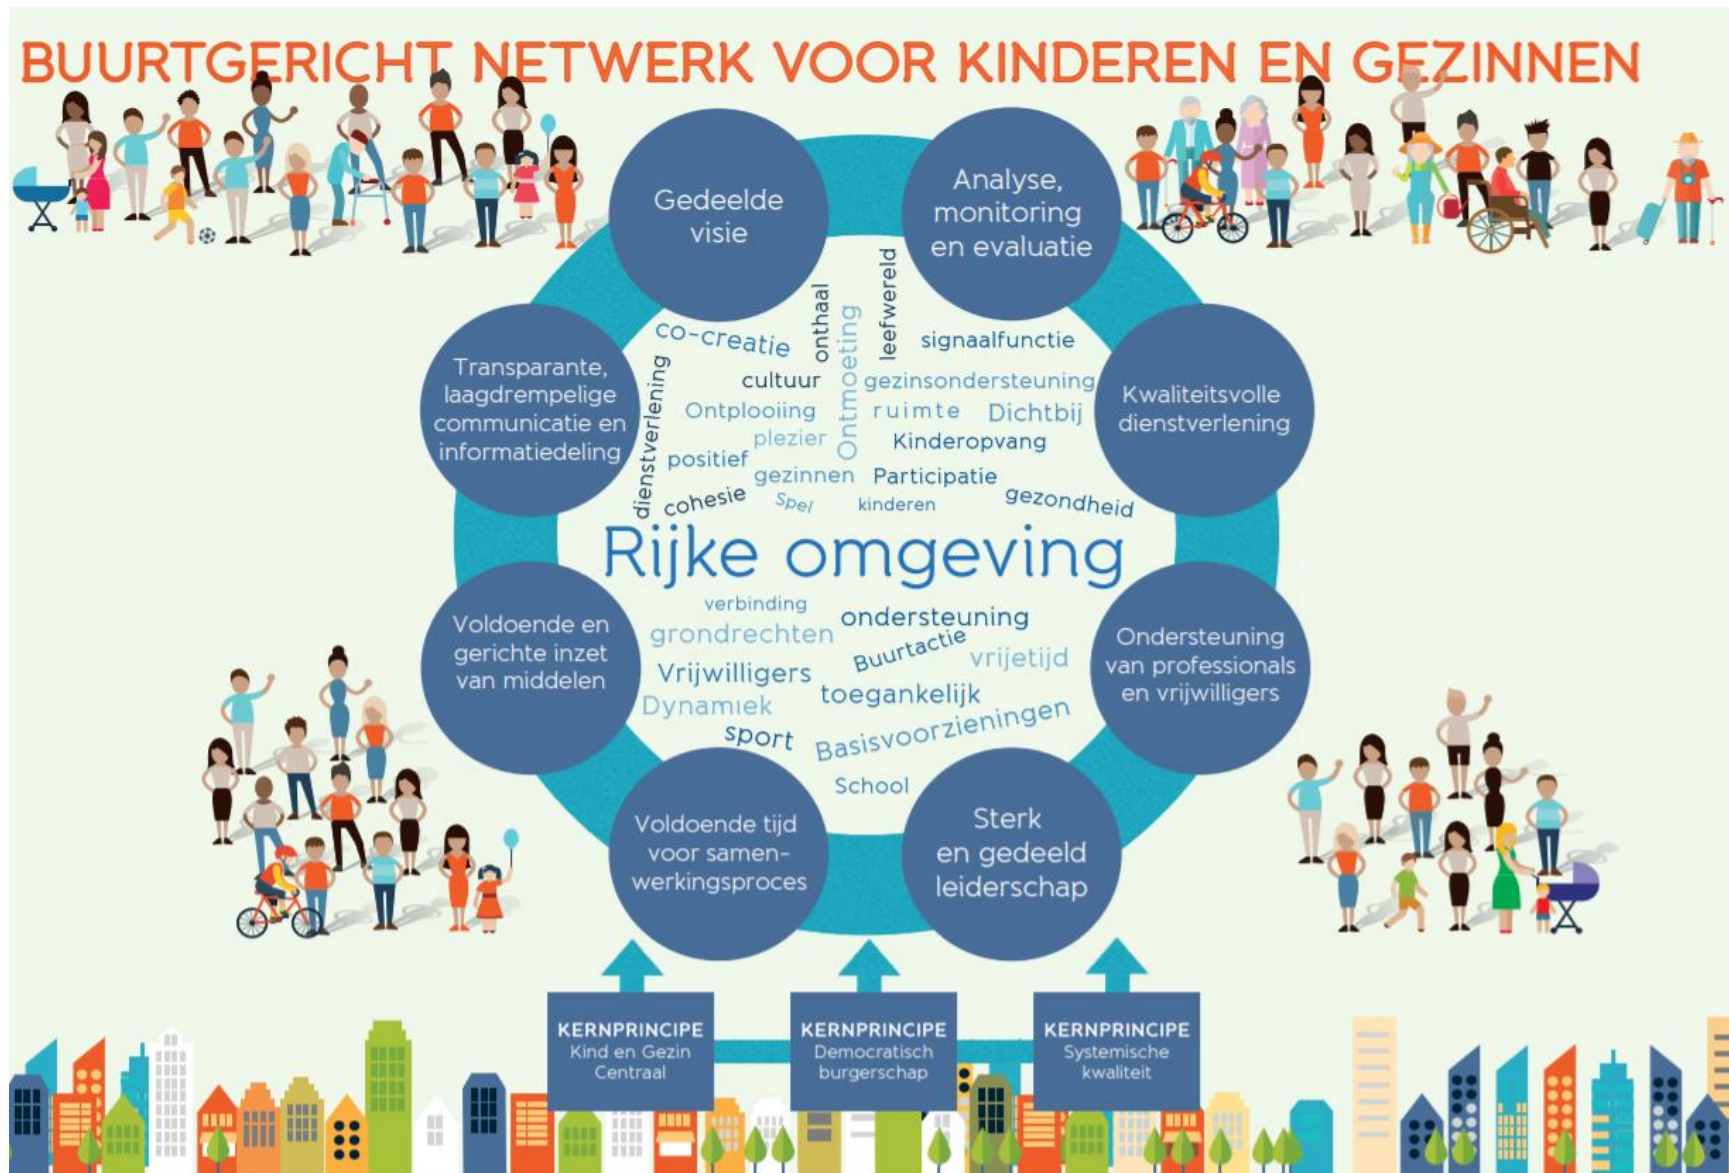 BUURTGERICHT NETWERK VOOR KINDEREN EN GEZINNEN
Gedeelde
visie
Analyse,
monitoring
en evaluatie
Transparante,
laagdrempelige
communicatie en
informatiedeling
Kwaliteitsvolle
dienstverlening
co-creatie
onthaal
Ontmoeting
leefwereld
signaalfunctie
dienstverlening
cultuur
gezinsondersteuning
Ontplooiing
ruimte
Dichtbij
plezier
Kinderopvang
positief
gezinnen
Participatie
cohesie
Spel
kinderen
gezondheid
Rijke omgeving
verbinding
ondersteuning
grondrechten
Buurtactie
vrijetijd
Vrijwilligers
toegankelijk
Dynamiek
sport
Basisvoorzieningen
School
Voldoende en
gerichte inzet
van middelen
Ondersteuning
van professionals
en vrijwilligers
Voldoende tijd
voor samen-
werkingsproces
Sterk
en gedeeld
leiderschap
KERNPRINCIPE
Kind en Gezin
Centraal
KERNPRINCIPE
Democratisch
burgerschap
KERNPRINCIPE
Systemische
kwaliteit